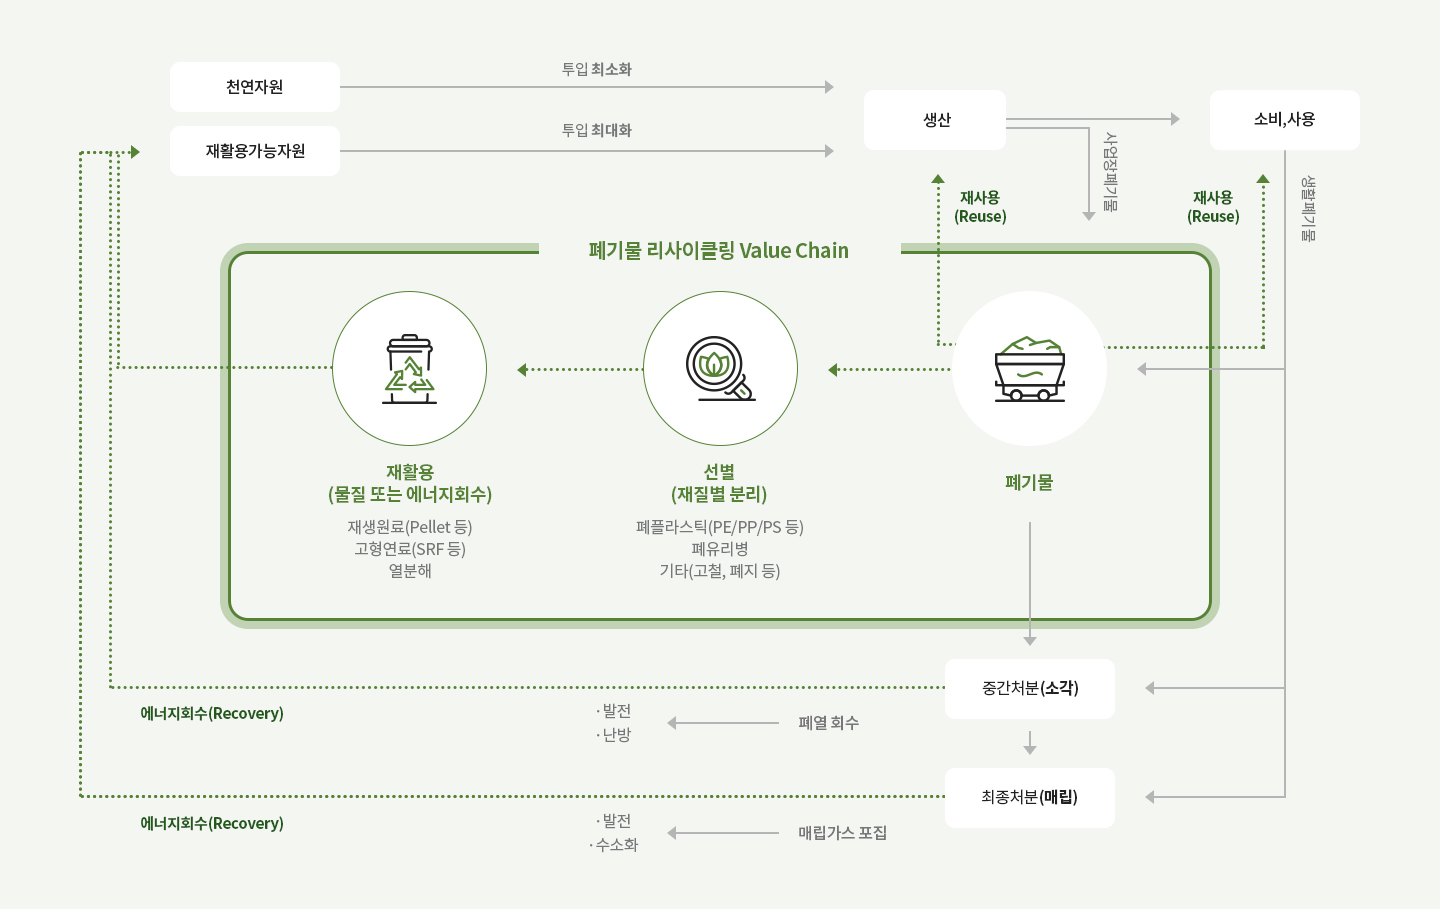 천연자원
투입 최소화
재활용가능자원
투입 최대화
생산
소비,사용
사업장폐기물
생활폐기물
재사용
(Reuse)
재사용
(Reuse)
폐기물 리사이클링 Value Chain
재활용
(물질 또는 에너지회수)
재생원료(Pellet 등)
고형연료(SRF 등)
열분해
선별
(재질별 분리)
폐플라스틱(PE/PP/PS 등)
폐유리병
기타(고철, 폐지 등)
폐기물
중간처분(소각)
에너지회수(Recovery)
· 발전
· 난방
폐열 회수
최종처분(매립)
에너지회수(Recovery)
· 발전
· 수소화
매립가스 포집